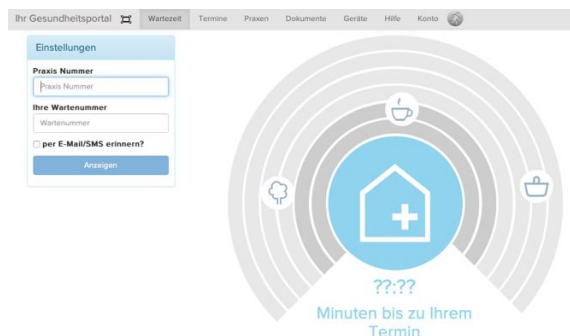 Ihr Gesundheitsportal Wartezeit Termine Praxen Dokumente Geräte Hilfe Konto
Einstellungen
Praxis Nummer
Praxis Nummer
Ihre Wartenummer
Wartenummer
per E-Mail/SMS erinnern?
Anzeigen
??:??
Minuten bis zu Ihrem
Termin